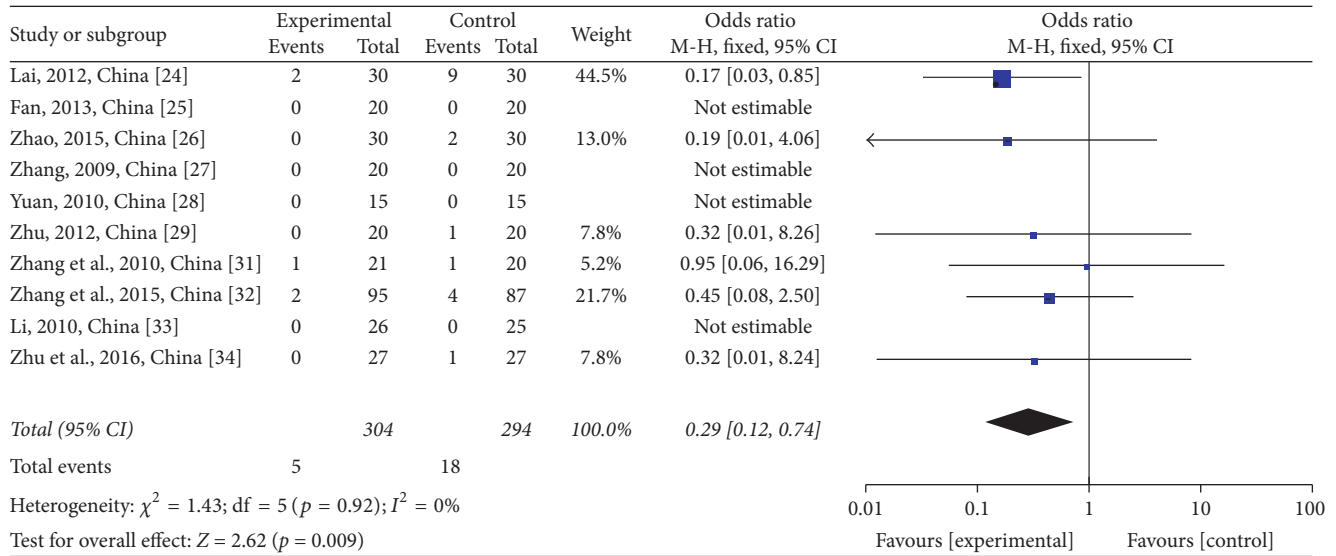 Study or subgroup Experimental Control Weight Odds ratio Odds ratio
Events Total Events Total M-H, fixed, 95% CI M-H, fixed, 95% CI
Lai, 2012, China [24] 2 30 9 30 44.5% 0.17 [0.03, 0.85]
Fan, 2013, China [25] 0 20 0 20 Not estimable
Zhao, 2015, China [26] 0 30 2 30 13.0% 0.19 [0.01, 4.06]
Zhang, 2009, China [27] 0 20 0 20 Not estimable
Yuan, 2010, China [28] 0 15 0 15 Not estimable
Zhu, 2012, China [29] 0 20 1 20 7.8% 0.32 [0.01, 8.26]
Zhang et al., 2010, China [31] 1 21 1 20 5.2% 0.95 [0.06, 16.29]
Zhang et al., 2015, China [32] 2 95 4 87 21.7% 0.45 [0.08, 2.50]
Li, 2010, China [33] 0 26 0 25 Not estimable
Zhu et al., 2016, China [34] 0 27 1 27 7.8% 0.32 [0.01, 8.24]
Total (95% CI) 304 294 100.0% 0.29 [0.12, 0.74]
Total events 5 18
Heterogeneity: χ² = 1.43; df = 5 (p = 0.92); I² = 0%
Test for overall effect: Z = 2.62 (p = 0.009)
0.01 0.1 1 10 100
Favours [experimental] Favours [control]